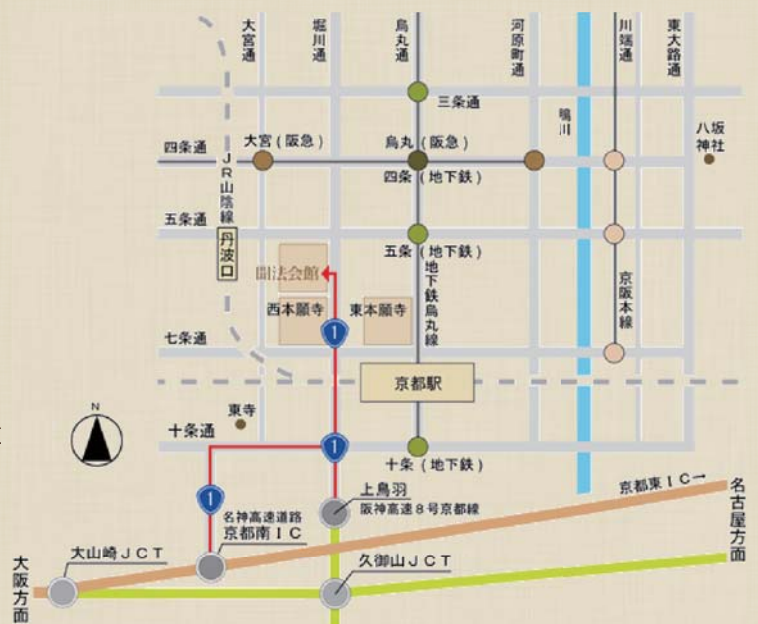 大宮通
堀川通
烏丸通
河原町通
川端通
東大路通
三条通
鴨川
八坂
神社
四条通
大宮(阪急)
烏丸(阪急)
四条(地下鉄)
JR山陰線
五条通
丹波口
五条(地下鉄)
地下鉄烏丸線
京阪本線
聞法会館
西本願寺
東本願寺
1
七条通
京都駅
N
東寺
十条通
1
十条(地下鉄)
1
上鳥羽
阪神高速8号京都線
名神高速道路
京都南IC
京都東IC→
名古屋方面
大山崎JCT
久御山JCT
大阪方面